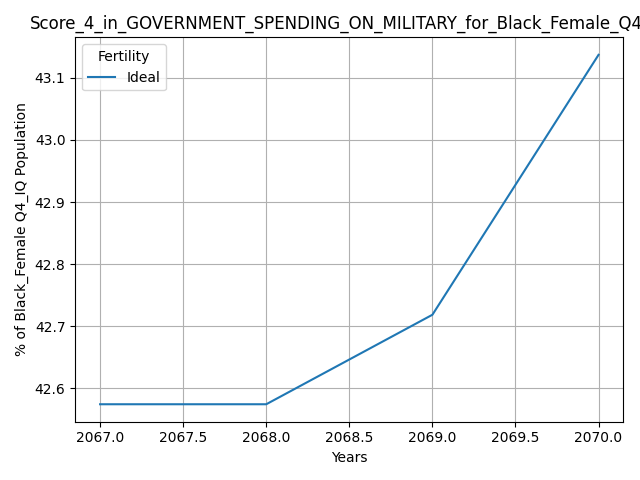 Score_4_in_GOVERNMENT_SPENDING_ON_MILITARY_for_Black_Female_Q4
Fertility
Ideal
% of Black_Female Q4_IQ Population
43.1
43.0
42.9
42.8
42.7
42.6
2067.0 2067.5 2068.0 2068.5 2069.0 2069.5 2070.0
Years